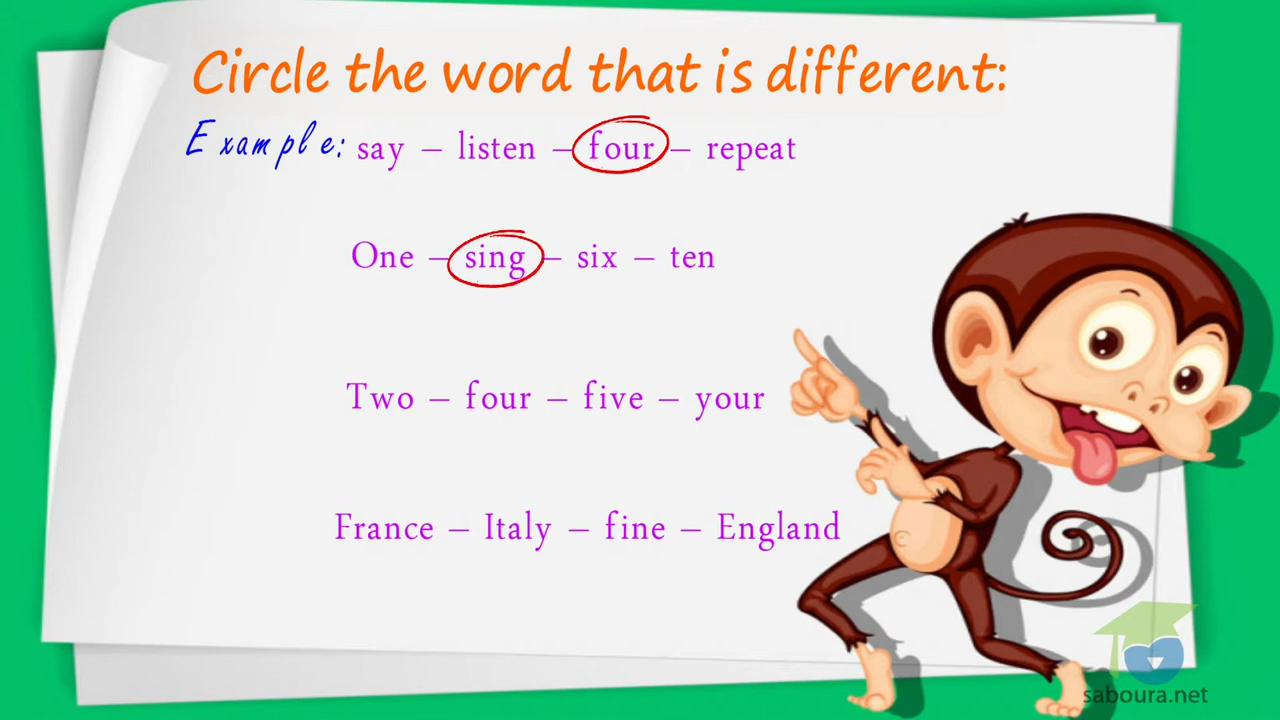 Circle the word that is different:
Example: say – listen – four – repeat
One – sing – six – ten
Two – four – five – your
France – Italy – fine – England
saboura.net